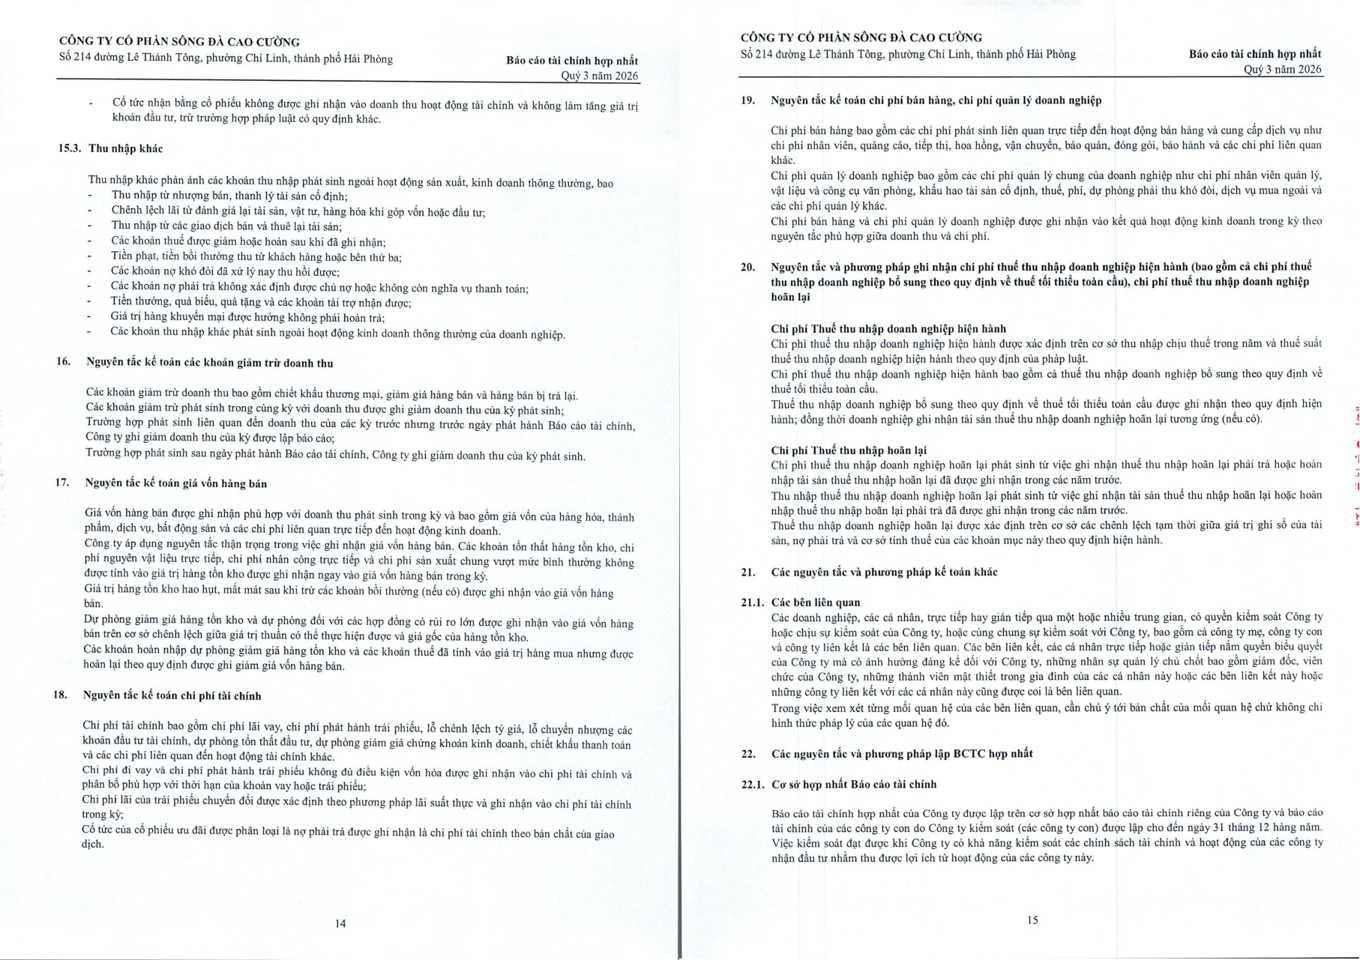 CÔNG TY CỔ PHẦN SÔNG ĐÀ CAO CƯỜNG
Số 214 đường Lê Thánh Tông, phường Chí Linh, thành phố Hải Phòng
Báo cáo tài chính hợp nhất
Quý 3 năm 2026
- Cổ tức nhận bằng cổ phiếu không được ghi nhận vào doanh thu hoạt động tài chính và không làm tăng giá trị
khoản đầu tư, trừ trường hợp pháp luật có quy định khác.
15.3. Thu nhập khác
Thu nhập khác phản ánh các khoản thu nhập phát sinh ngoài hoạt động sản xuất, kinh doanh thông thường, bao
- Thu nhập từ nhượng bán, thanh lý tài sản cố định;
- Chênh lệch lãi từ đánh giá lại tài sản, vật tư, hàng hóa khi góp vốn hoặc đầu tư;
- Thu nhập từ các giao dịch bán và thuê lại tài sản;
- Các khoản thuế được giảm hoặc hoàn sau khi đã ghi nhận;
- Tiền phạt, tiền bồi thường thu từ khách hàng hoặc bên thứ ba;
- Các khoản nợ khó đòi đã xử lý nay thu hồi được;
- Các khoản nợ phải trả không xác định được chủ nợ hoặc không còn nghĩa vụ thanh toán;
- Tiền thưởng, quà biếu, quà tặng và các khoản tài trợ nhận được;
- Giá trị hàng khuyến mại được hưởng không phải hoàn trả;
- Các khoản thu nhập khác phát sinh ngoài hoạt động kinh doanh thông thường của doanh nghiệp.
16. Nguyên tắc kế toán các khoản giảm trừ doanh thu
Các khoản giảm trừ doanh thu bao gồm chiết khấu thương mại, giảm giá hàng bán và hàng bán bị trả lại.
Các khoản giảm trừ phát sinh trong cùng kỳ với doanh thu được ghi giảm doanh thu của kỳ phát sinh;
Trường hợp phát sinh liên quan đến doanh thu của các kỳ trước nhưng trước ngày phát hành Báo cáo tài chính,
Công ty ghi giảm doanh thu của kỳ được lập báo cáo;
Trường hợp phát sinh sau ngày phát hành Báo cáo tài chính, Công ty ghi giảm doanh thu của kỳ phát sinh.
17. Nguyên tắc kế toán giá vốn hàng bán
Giá vốn hàng bán được ghi nhận phù hợp với doanh thu phát sinh trong kỳ và bao gồm giá vốn của hàng hóa, thành
phẩm, dịch vụ, bất động sản và các chi phí liên quan trực tiếp đến hoạt động kinh doanh.
Công ty áp dụng nguyên tắc thận trọng trong việc ghi nhận giá vốn hàng bán. Các khoản tổn thất hàng tồn kho, chi
phí nguyên vật liệu trực tiếp, chi phí nhân công trực tiếp và chi phí sản xuất chung vượt mức bình thường không
được tính vào giá trị hàng tồn kho được ghi nhận ngay vào giá vốn hàng bán trong kỳ.
Giá trị hàng tồn kho hao hụt, mất mát sau khi trừ các khoản bồi thường (nếu có) được ghi nhận vào giá vốn hàng
bán.
Dự phòng giảm giá hàng tồn kho và dự phòng đối với các hợp đồng có rủi ro lớn được ghi nhận vào giá vốn hàng
bán trên cơ sở chênh lệch giữa giá trị thuần có thể thực hiện được và giá gốc của hàng tồn kho.
Các khoản hoàn nhập dự phòng giảm giá hàng tồn kho và các khoản thuế đã tính vào giá trị hàng mua nhưng được
hoàn lại theo quy định được ghi giảm giá vốn hàng bán.
18. Nguyên tắc kế toán chi phí tài chính
Chi phí tài chính bao gồm chi phí lãi vay, chi phí phát hành trái phiếu, lỗ chênh lệch tỷ giá, lỗ chuyển nhượng các
khoản đầu tư tài chính, dự phòng tổn thất đầu tư, dự phòng giảm giá chứng khoán kinh doanh, chiết khấu thanh toán
và các chi phí liên quan đến hoạt động tài chính khác.
Chi phí đi vay và chi phí phát hành trái phiếu không đủ điều kiện vốn hóa được ghi nhận vào chi phí tài chính và
phân bổ phù hợp với thời hạn của khoản vay hoặc trái phiếu;
Chi phí lãi của trái phiếu chuyển đổi được xác định theo phương pháp lãi suất thực và ghi nhận vào chi phí tài chính
trong kỳ;
Cổ tức của cổ phiếu ưu đãi được phân loại là nợ phải trả được ghi nhận là chi phí tài chính theo bản chất của giao
dịch.
14
CÔNG TY CỔ PHẦN SÔNG ĐÀ CAO CƯỜNG
Số 214 đường Lê Thánh Tông, phường Chí Linh, thành phố Hải Phòng
Báo cáo tài chính hợp nhất
Quý 3 năm 2026
19. Nguyên tắc kế toán chi phí bán hàng, chi phí quản lý doanh nghiệp
Chi phí bán hàng bao gồm các chi phí phát sinh liên quan trực tiếp đến hoạt động bán hàng và cung cấp dịch vụ như
chi phí nhân viên, quảng cáo, tiếp thị, hoa hồng, vận chuyển, bảo quản, đóng gói, bảo hành và các chi phí liên quan
khác.
Chi phí quản lý doanh nghiệp bao gồm các chi phí quản lý chung của doanh nghiệp như chi phí nhân viên quản lý,
vật liệu và công cụ văn phòng, khấu hao tài sản cố định, thuế, phí, dự phòng phải thu khó đòi, dịch vụ mua ngoài và
các chi phí quản lý khác.
Chi phí bán hàng và chi phí quản lý doanh nghiệp được ghi nhận vào kết quả hoạt động kinh doanh trong kỳ theo
nguyên tắc phù hợp giữa doanh thu và chi phí.
20. Nguyên tắc và phương pháp ghi nhận chi phí thuế thu nhập doanh nghiệp hiện hành (bao gồm cả chi phí thuế
thu nhập doanh nghiệp bổ sung theo quy định về thuế tối thiểu toàn cầu), chi phí thuế thu nhập doanh nghiệp
hoãn lại
Chi phí Thuế thu nhập doanh nghiệp hiện hành
Chi phí thuế thu nhập doanh nghiệp hiện hành được xác định trên cơ sở thu nhập chịu thuế trong năm và thuế suất
thuế thu nhập doanh nghiệp hiện hành theo quy định của pháp luật.
Chi phí thuế thu nhập doanh nghiệp hiện hành bao gồm cả thuế thu nhập doanh nghiệp bổ sung theo quy định về
thuế tối thiểu toàn cầu.
Thuế thu nhập doanh nghiệp bổ sung theo quy định về thuế tối thiểu toàn cầu được ghi nhận theo quy định hiện
hành; đồng thời doanh nghiệp ghi nhận tài sản thuế thu nhập doanh nghiệp hoãn lại tương ứng (nếu có).
Chi phí Thuế thu nhập hoãn lại
Chi phí thuế thu nhập doanh nghiệp hoãn lại phát sinh từ việc ghi nhận thuế thu nhập hoãn lại phải trả hoặc hoàn
nhập tài sản thuế thu nhập hoãn lại đã được ghi nhận trong các năm trước.
Thu nhập thuế thu nhập doanh nghiệp hoãn lại phát sinh từ việc ghi nhận tài sản thuế thu nhập hoãn lại hoặc hoàn
nhập thuế thu nhập hoãn lại phải trả đã được ghi nhận trong các năm trước.
Thuế thu nhập doanh nghiệp hoãn lại được xác định trên cơ sở các chênh lệch tạm thời giữa giá trị ghi sổ của tài
sản, nợ phải trả và cơ sở tính thuế của các khoản mục này theo quy định hiện hành.
21. Các nguyên tắc và phương pháp kế toán khác
21.1. Các bên liên quan
Các doanh nghiệp, các cá nhân, trực tiếp hay gián tiếp qua một hoặc nhiều trung gian, có quyền kiểm soát Công ty
hoặc chịu sự kiểm soát của Công ty, hoặc cùng chung sự kiểm soát với Công ty, bao gồm cả công ty mẹ, công ty con
và công ty liên kết là các bên liên quan. Các bên liên kết, các cá nhân trực tiếp hoặc gián tiếp nắm quyền biểu quyết
của Công ty mà có ảnh hưởng đáng kể đối với Công ty, những nhân sự quản lý chủ chốt bao gồm giám đốc, viên
chức của Công ty, những thành viên mật thiết trong gia đình của các cá nhân này hoặc các bên liên kết này hoặc
những công ty liên kết với các cá nhân này cũng được coi là bên liên quan.
Trong việc xem xét từng mối quan hệ của các bên liên quan, cần chú ý tới bản chất của mối quan hệ chứ không chỉ
hình thức pháp lý của các quan hệ đó.
22. Các nguyên tắc và phương pháp lập BCTC hợp nhất
22.1. Cơ sở hợp nhất Báo cáo tài chính
Báo cáo tài chính hợp nhất của Công ty được lập trên cơ sở hợp nhất báo cáo tài chính riêng của Công ty và báo cáo
tài chính của các công ty con do Công ty kiểm soát (các công ty con) được lập cho đến ngày 31 tháng 12 hàng năm.
Việc kiểm soát đạt được khi Công ty có khả năng kiểm soát các chính sách tài chính và hoạt động của các công ty
nhận đầu tư nhằm thu được lợi ích từ hoạt động của các công ty này.
15